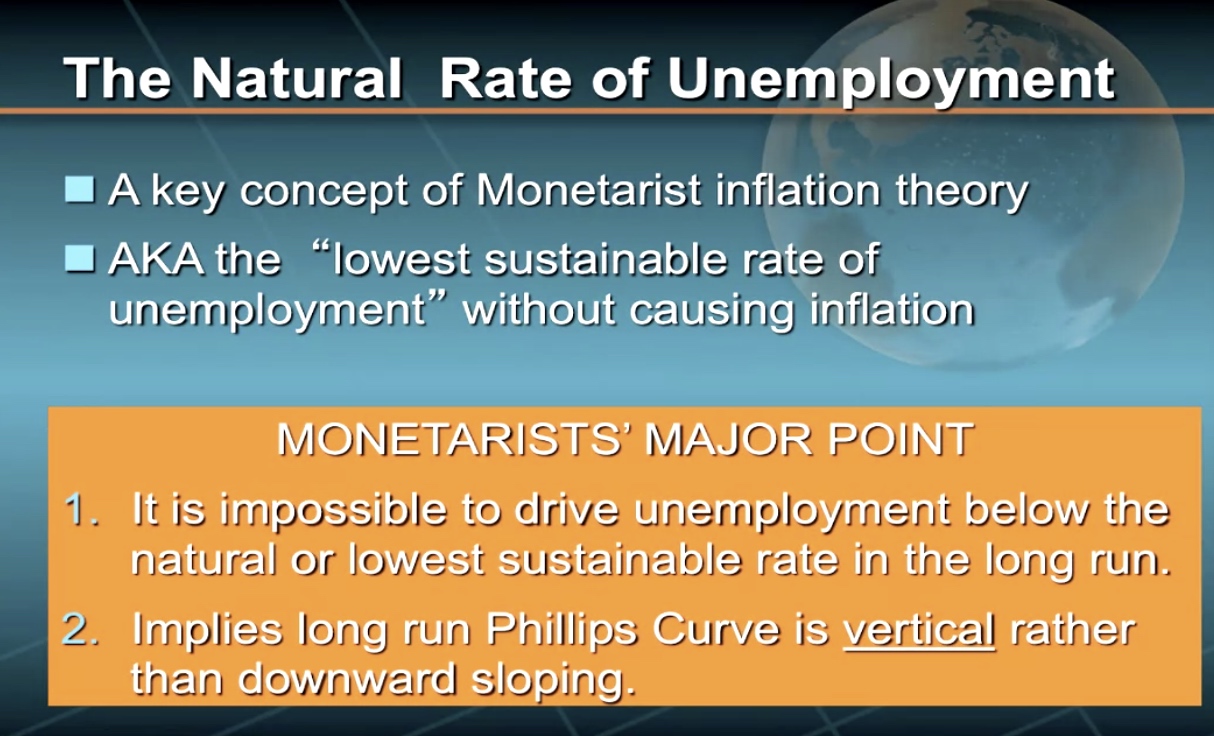 The Natural Rate of Unemployment
A key concept of Monetarist inflation theory
AKA the “lowest sustainable rate of
unemployment” without causing inflation
MONETARISTS’ MAJOR POINT
1. It is impossible to drive unemployment below the
natural or lowest sustainable rate in the long run.
2. Implies long run Phillips Curve is vertical rather
than downward sloping.